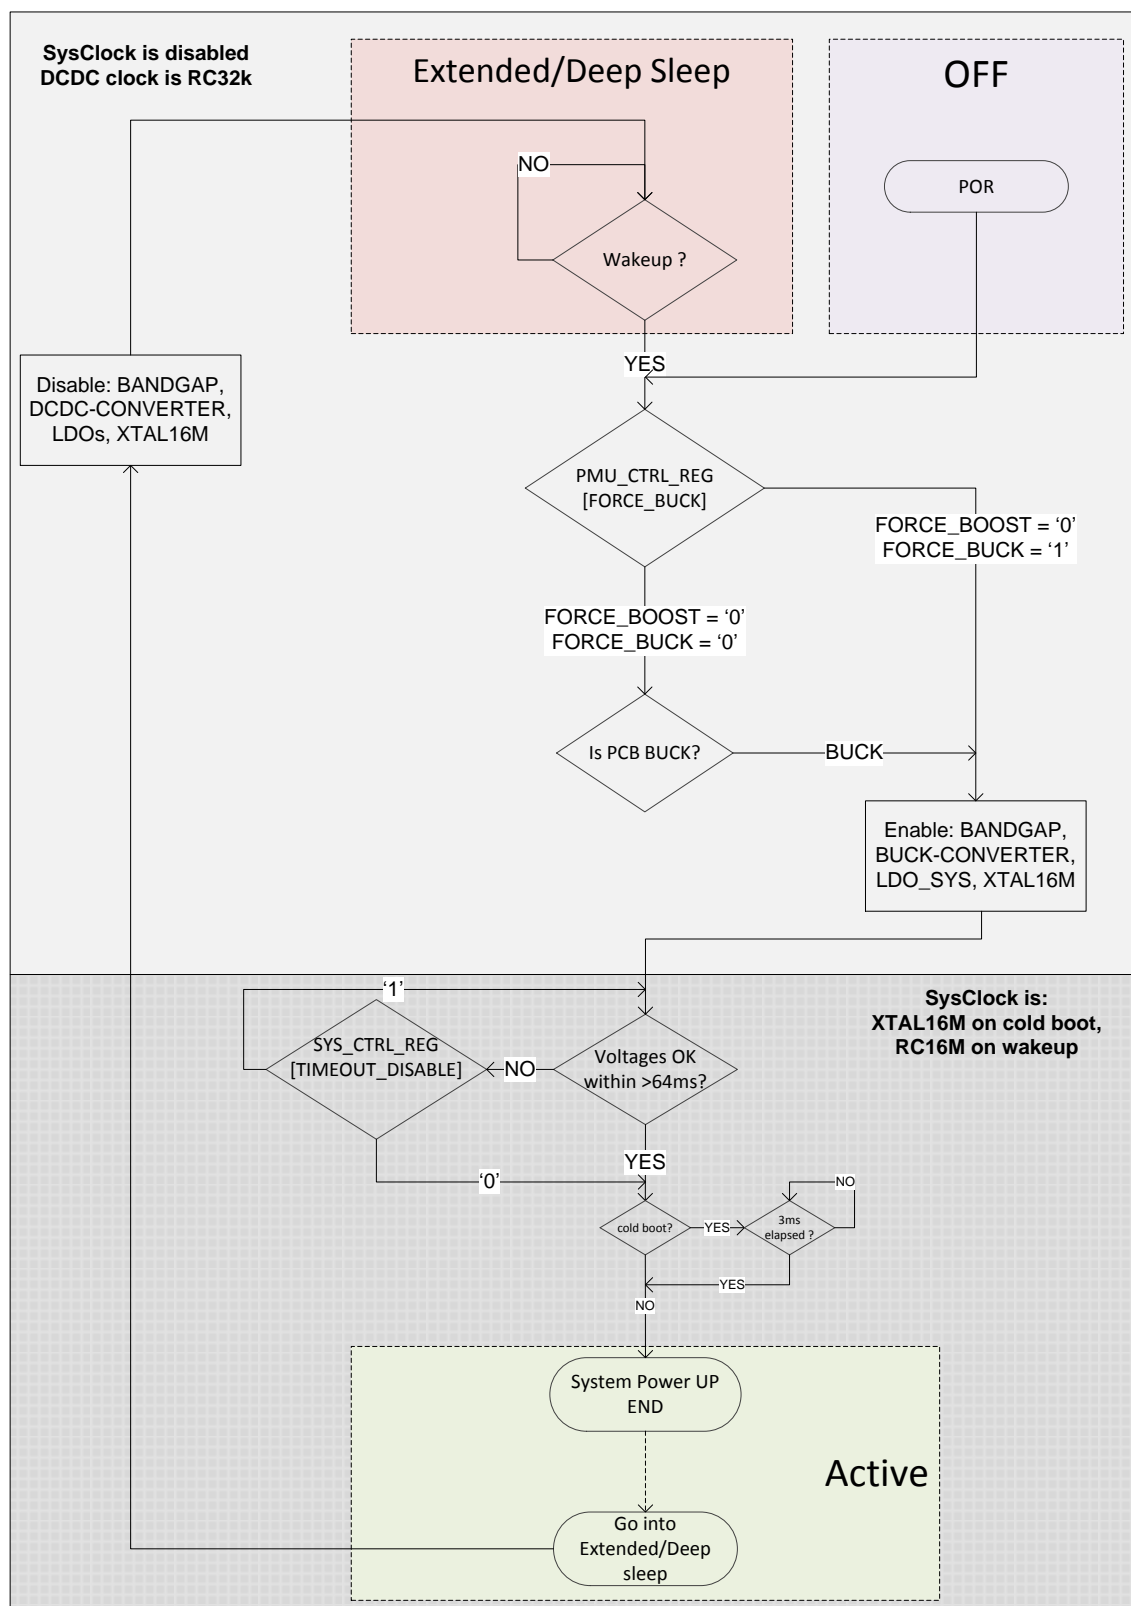 SysClock is disabled
DCDC clock is RC32k
Extended/Deep Sleep
OFF
NO
POR
Wakeup ?
YES
Disable: BANDGAP,
DCDC-CONVERTER,
LDOs, XTAL16M
PMU_CTRL_REG
[FORCE_BUCK]
FORCE_BOOST = ‘0’
FORCE_BUCK = ‘1’
FORCE_BOOST = ‘0’
FORCE_BUCK = ‘0’
Is PCB BUCK?
BUCK
Enable: BANDGAP,
BUCK-CONVERTER,
LDO_SYS, XTAL16M
‘1’
SysClock is:
XTAL16M on cold boot,
RC16M on wakeup
SYS_CTRL_REG
[TIMEOUT_DISABLE]
NO
Voltages OK
within >64ms?
YES
‘0’
NO
cold boot?
YES
3ms
elapsed ?
YES
NO
System Power UP
END
Active
Go into
Extended/Deep
sleep